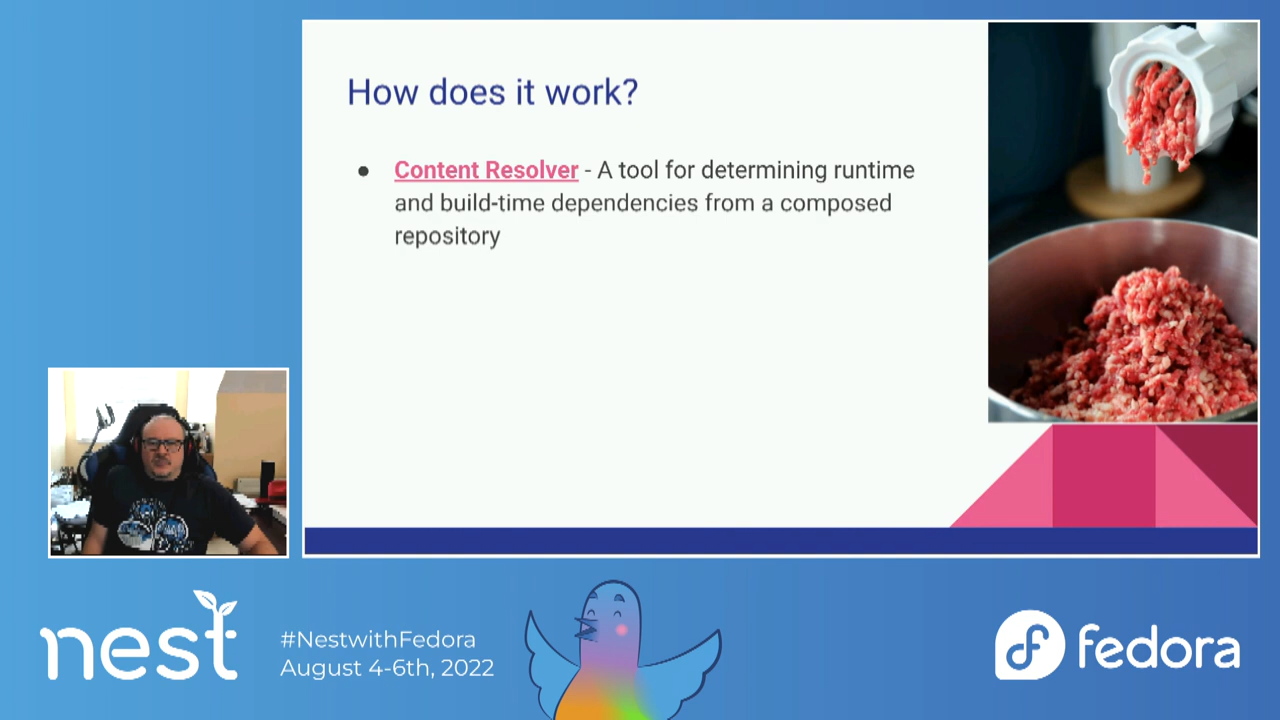 How does it work?
● Content Resolver - A tool for determining runtime
and build-time dependencies from a composed
repository
nest
#NestwithFedora
August 4-6th, 2022
fedora